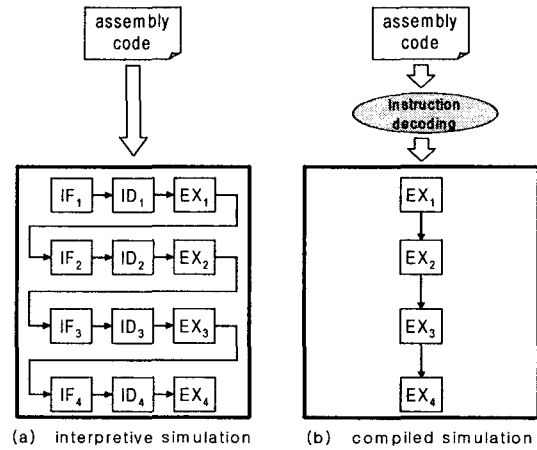 assembly
code
assembly
code
Instruction
decoding
IF1 ID1 EX1
IF2 ID2 EX2
IF3 ID3 EX3
IF4 ID4 EX4
EX1
EX2
EX3
EX4
(a) interpretive simulation
(b) compiled simulation